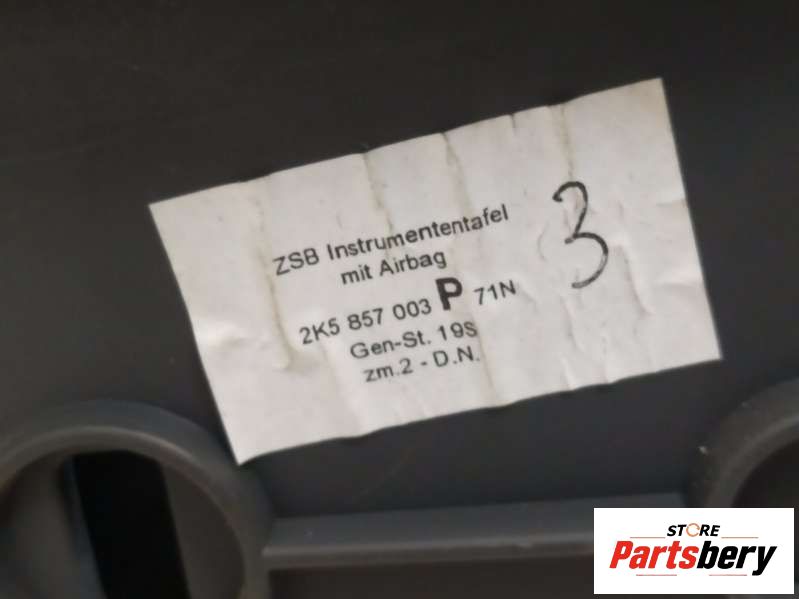 ZSB Instrumententafel
mit Airbag
3
2K5 857 003 P 71N
Gen-St. 19S
zm.2 - D.N.
STORE
Partsbery